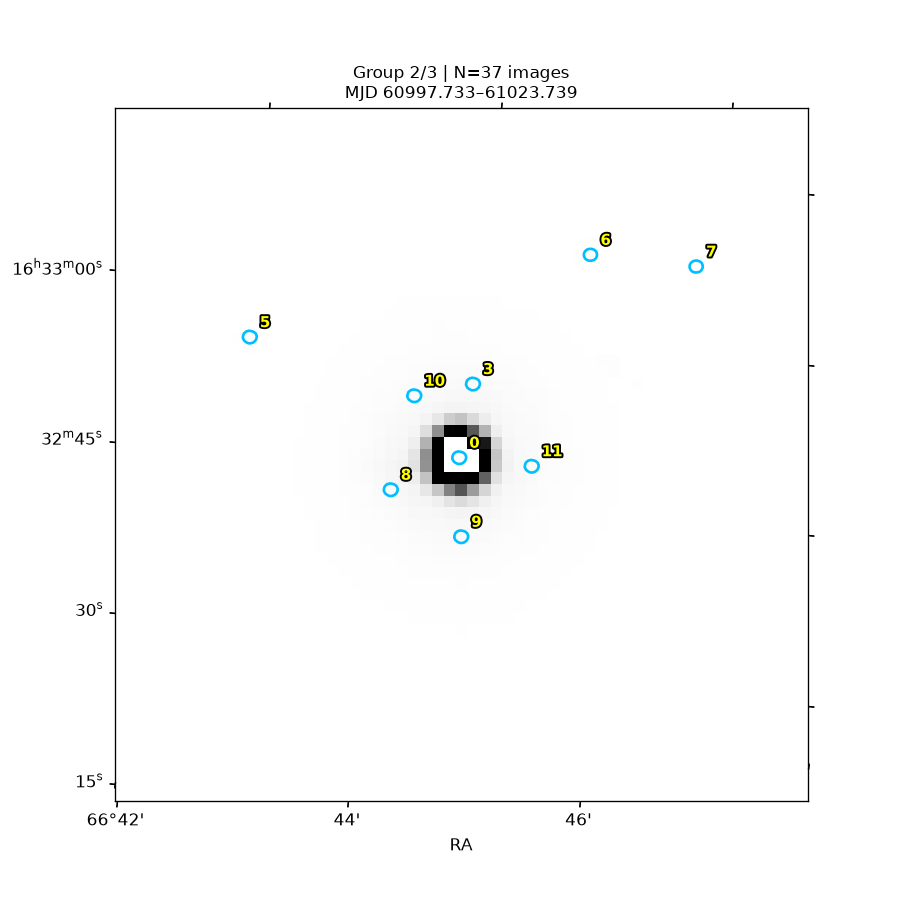 Group 2/3 | N=37 images
MJD 60997.733–61023.739
6
7
16ʰ33ᵐ00ˢ
5
3
10
32ᵐ45ˢ
0
11
8
9
30ˢ
15ˢ
66°42' 44' 46'
RA